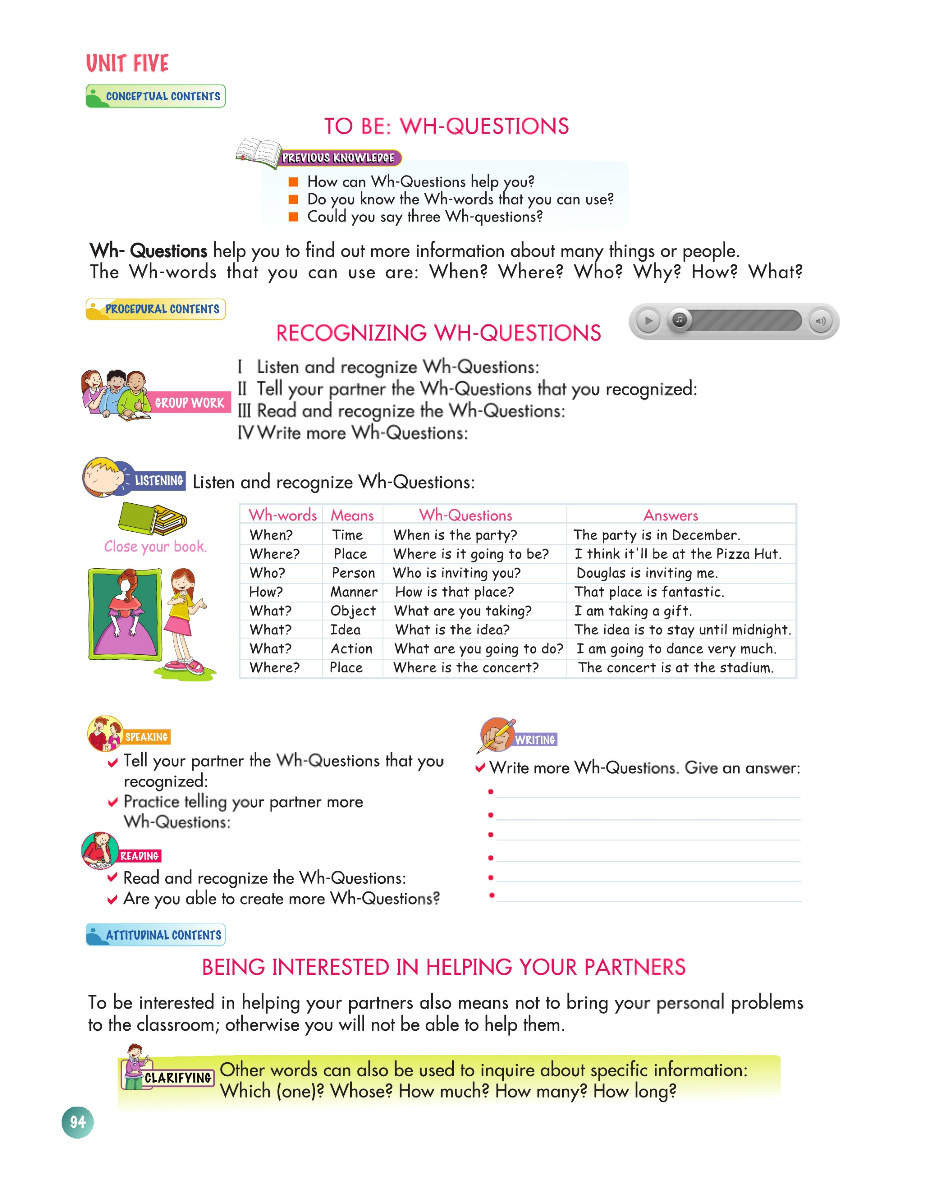 UNIT FIVE
CONCEPTUAL CONTENTS
TO BE: WH-QUESTIONS
PREVIOUS KNOWLEDGE
How can Wh-Questions help you?
Do you know the Wh-words that you can use?
Could you say three Wh-questions?
Wh- Questions help you to find out more information about many things or people.
The Wh-words that you can use are: When? Where? Who? Why? How? What?
PROCEDURAL CONTENTS
RECOGNIZING WH-QUESTIONS
GROUP WORK
I Listen and recognize Wh-Questions:
II Tell your partner the Wh-Questions that you recognized:
III Read and recognize the Wh-Questions:
IV Write more Wh-Questions:
LISTENING Listen and recognize Wh-Questions:
Close your book.
Wh-words Means Wh-Questions Answers
When? Time When is the party? The party is in December.
Where? Place Where is it going to be? I think it'll be at the Pizza Hut.
Who? Person Who is inviting you? Douglas is inviting me.
How? Manner How is that place? That place is fantastic.
What? Object What are you taking? I am taking a gift.
What? Idea What is the idea? The idea is to stay until midnight.
What? Action What are you going to do? I am going to dance very much.
Where? Place Where is the concert? The concert is at the stadium.
SPEAKING
Tell your partner the Wh-Questions that you
recognized:
Practice telling your partner more
Wh-Questions:
READING
Read and recognize the Wh-Questions:
Are you able to create more Wh-Questions?
WRITING
Write more Wh-Questions. Give an answer:
ATTITUDINAL CONTENTS
BEING INTERESTED IN HELPING YOUR PARTNERS
To be interested in helping your partners also means not to bring your personal problems
to the classroom; otherwise you will not be able to help them.
CLARIFYING
Other words can also be used to inquire about specific information:
Which (one)? Whose? How much? How many? How long?
94